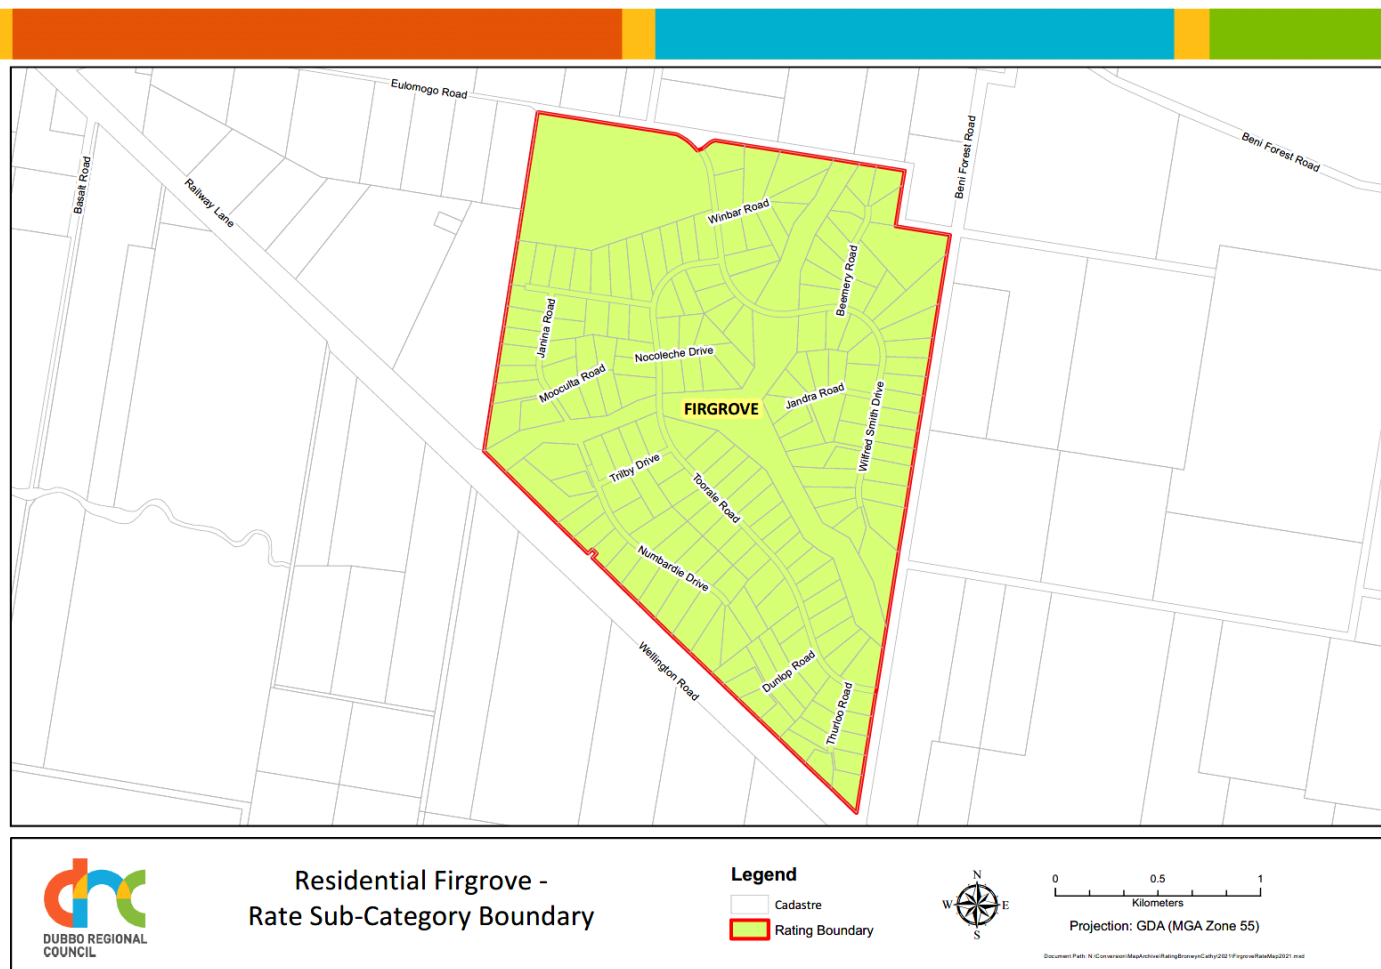 Eulomogo Road
Beni Forest Road
Beni Forest Road
Basalt Road
Railway Lane
Winbar Road
Beemery Road
Janina Road
Nocoleche Drive
Mooculta Road
Jandra Road
FIRGROVE
Wilfred Smith Drive
Trilby Drive
Toorale Road
Numbardie Drive
Wellington Road
Dunlop Road
Thurloo Road
DUBBO REGIONAL
COUNCIL
Residential Firgrove -
Rate Sub-Category Boundary
Legend
Cadastre
Rating Boundary
N
W E
S
0 0.5 1
Kilometers
Projection: GDA (MGA Zone 55)